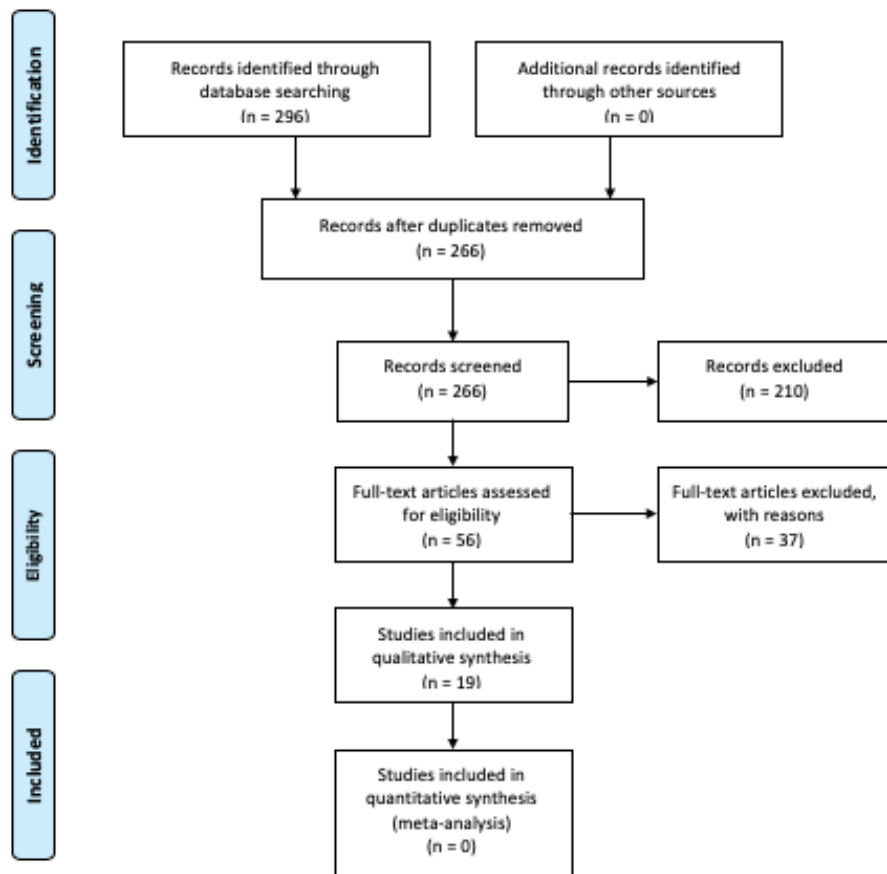 Identification
Records identified through
database searching
(n = 296)
Additional records identified
through other sources
(n = 0)
Records after duplicates removed
(n = 266)
Screening
Records screened
(n = 266)
Records excluded
(n = 210)
Eligibility
Full-text articles assessed
for eligibility
(n = 56)
Full-text articles excluded,
with reasons
(n = 37)
Studies included in
qualitative synthesis
(n = 19)
Included
Studies included in
quantitative synthesis
(meta-analysis)
(n = 0)